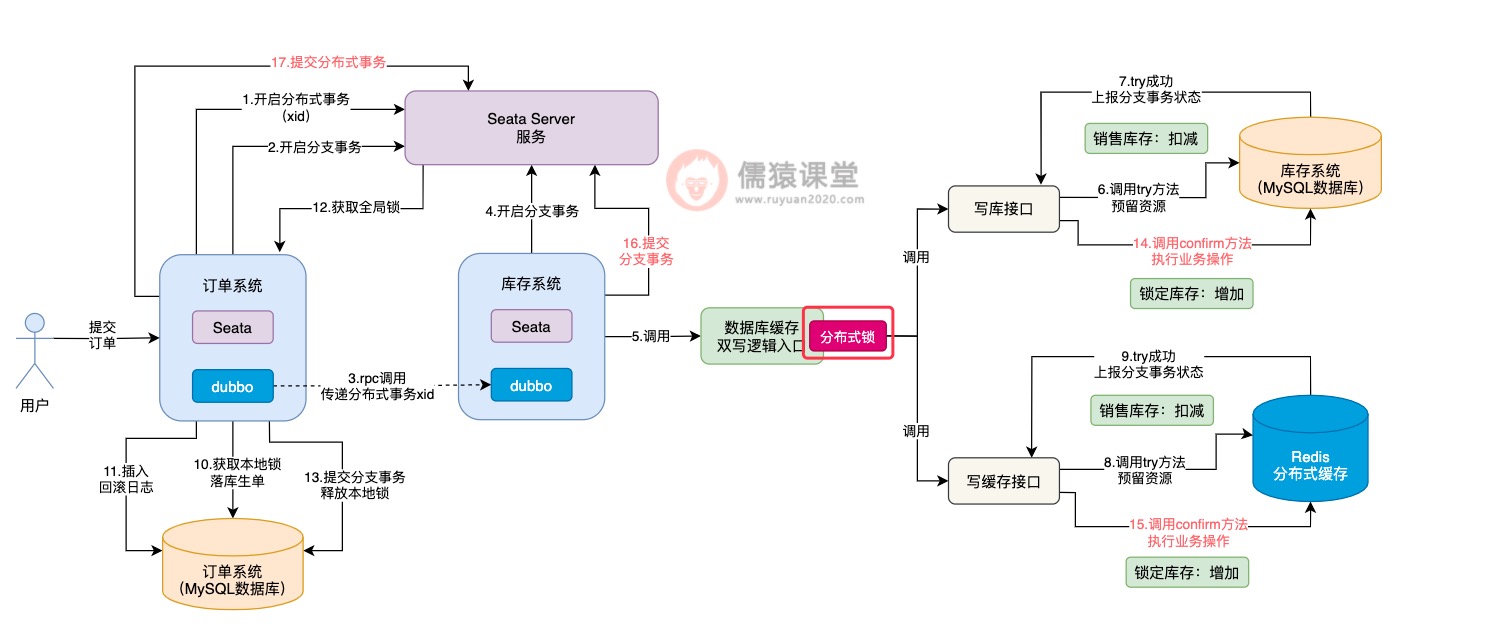 17.提交分布式事务
1.开启分布式事务
(xid)
2.开启分支事务
Seata Server
服务
12.获取全局锁
4.开启分支事务
16.提交
分支事务
儒猿课堂
www.ruyuan2020.com
用户
提交
订单
订单系统
Seata
dubbo
3.rpc调用
传递分布式事务xid
库存系统
Seata
dubbo
5.调用
数据库缓存
双写逻辑入口
分布式锁
调用
调用
11.插入
回滚日志
10.获取本地锁
落库生单
13.提交分支事务
释放本地锁
订单系统
(MySQL数据库)
7.try成功
上报分支事务状态
销售库存：扣减
写库接口
6.调用try方法
预留资源
库存系统
(MySQL数据库)
14.调用confirm方法
执行业务操作
锁定库存：增加
9.try成功
上报分支事务状态
销售库存：扣减
写缓存接口
8.调用try方法
预留资源
Redis
分布式缓存
15.调用confirm方法
执行业务操作
锁定库存：增加